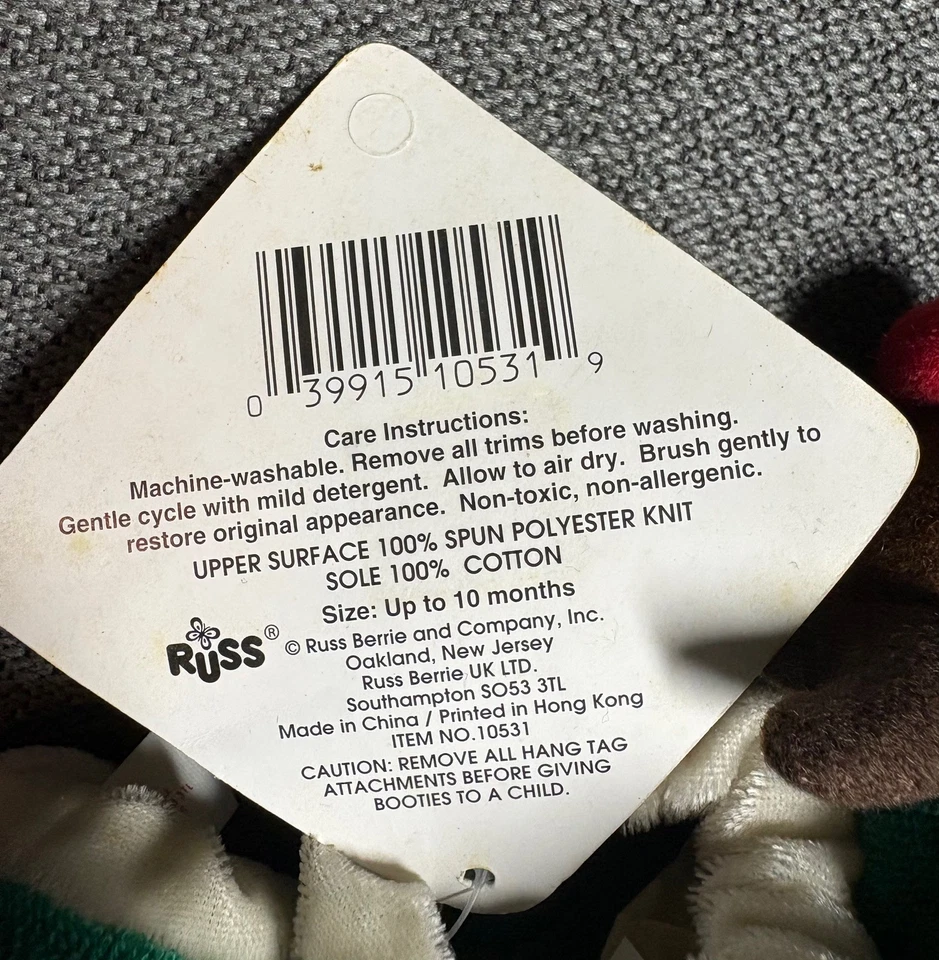 0 39915 10531 9
Care Instructions:
Machine-washable. Remove all trims before washing.
Gentle cycle with mild detergent. Allow to air dry. Brush gently to
restore original appearance. Non-toxic, non-allergenic.
UPPER SURFACE 100% SPUN POLYESTER KNIT
SOLE 100% COTTON
Size: Up to 10 months
RUSS® © Russ Berrie and Company, Inc.
Oakland, New Jersey
Russ Berrie UK LTD.
Southampton SO53 3TL
Made in China / Printed in Hong Kong
ITEM NO.10531
CAUTION: REMOVE ALL HANG TAG
ATTACHMENTS BEFORE GIVING
BOOTIES TO A CHILD.